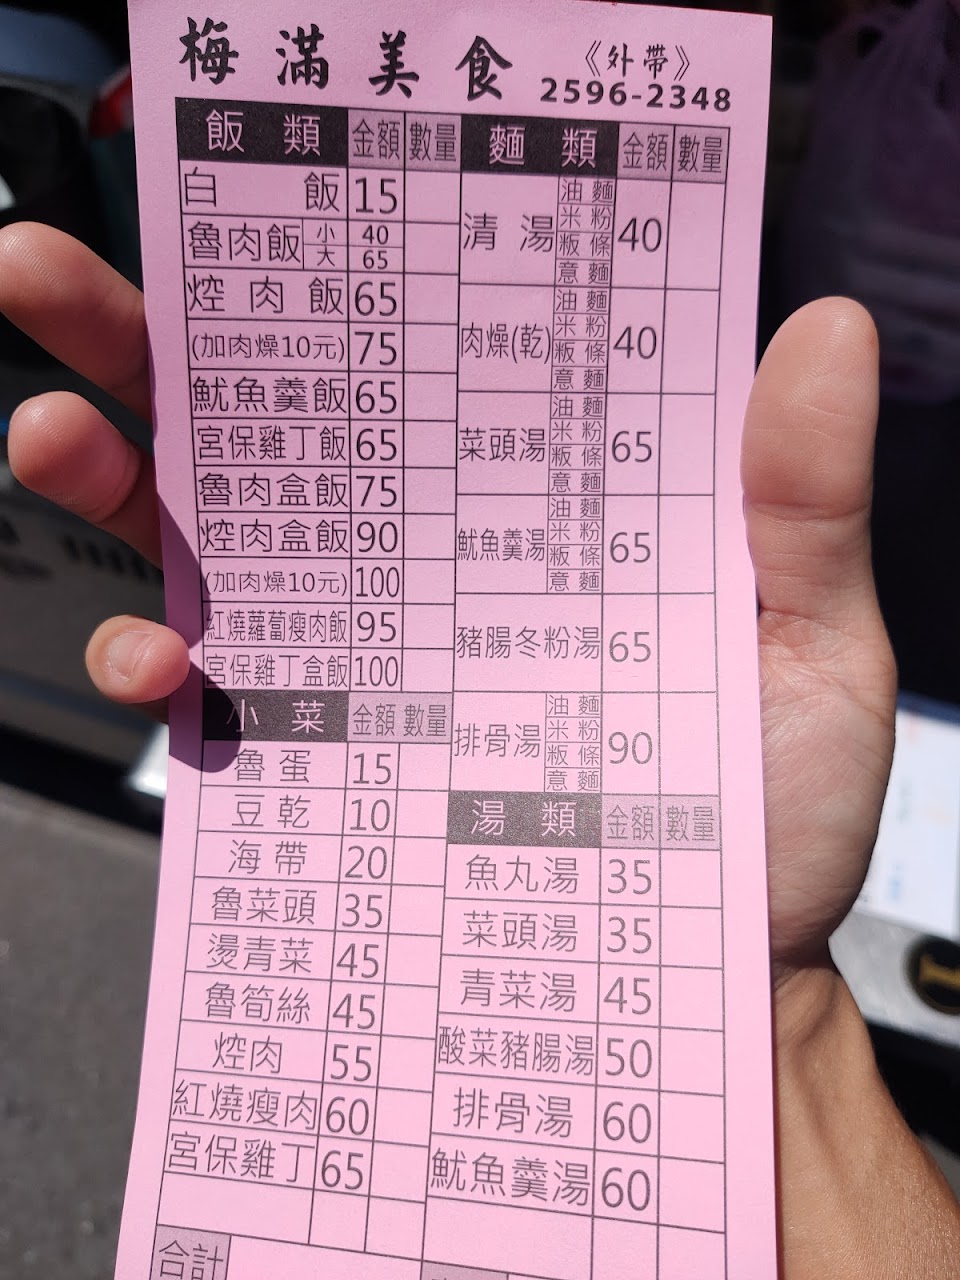 梅滿美食 《外帶》
2596-2348
飯類 金額 數量
白飯 15
魯肉飯 小 40
大 65
焢肉飯 65
(加肉燥10元) 75
魷魚羹飯 65
宮保雞丁飯 65
魯肉盒飯 75
焢肉盒飯 90
(加肉燥10元) 100
紅燒蘿蔔瘦肉飯 95
宮保雞丁盒飯 100
小菜 金額 數量
魯蛋 15
豆乾 10
海帶 20
魯菜頭 35
燙青菜 45
魯筍絲 45
焢肉 55
紅燒瘦肉 60
宮保雞丁 65
合計
麵類 金額 數量
清湯 油麵 40
米粉
粄條
意麵
肉燥(乾) 油麵 40
米粉
粄條
意麵
菜頭湯 油麵 65
米粉
粄條
意麵
魷魚羹湯 油麵 65
米粉
粄條
意麵
豬腸冬粉湯 65
排骨湯 油麵 90
米粉
粄條
意麵
湯類 金額 數量
魚丸湯 35
菜頭湯 35
青菜湯 45
酸菜豬腸湯 50
排骨湯 60
魷魚羹湯 60